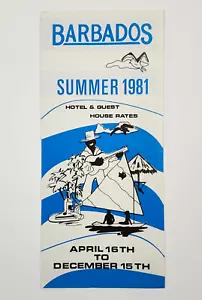 BARBADOS
SUMMER 1981
HOTEL & GUEST
HOUSE RATES
APRIL 16TH
TO
DECEMBER 15TH